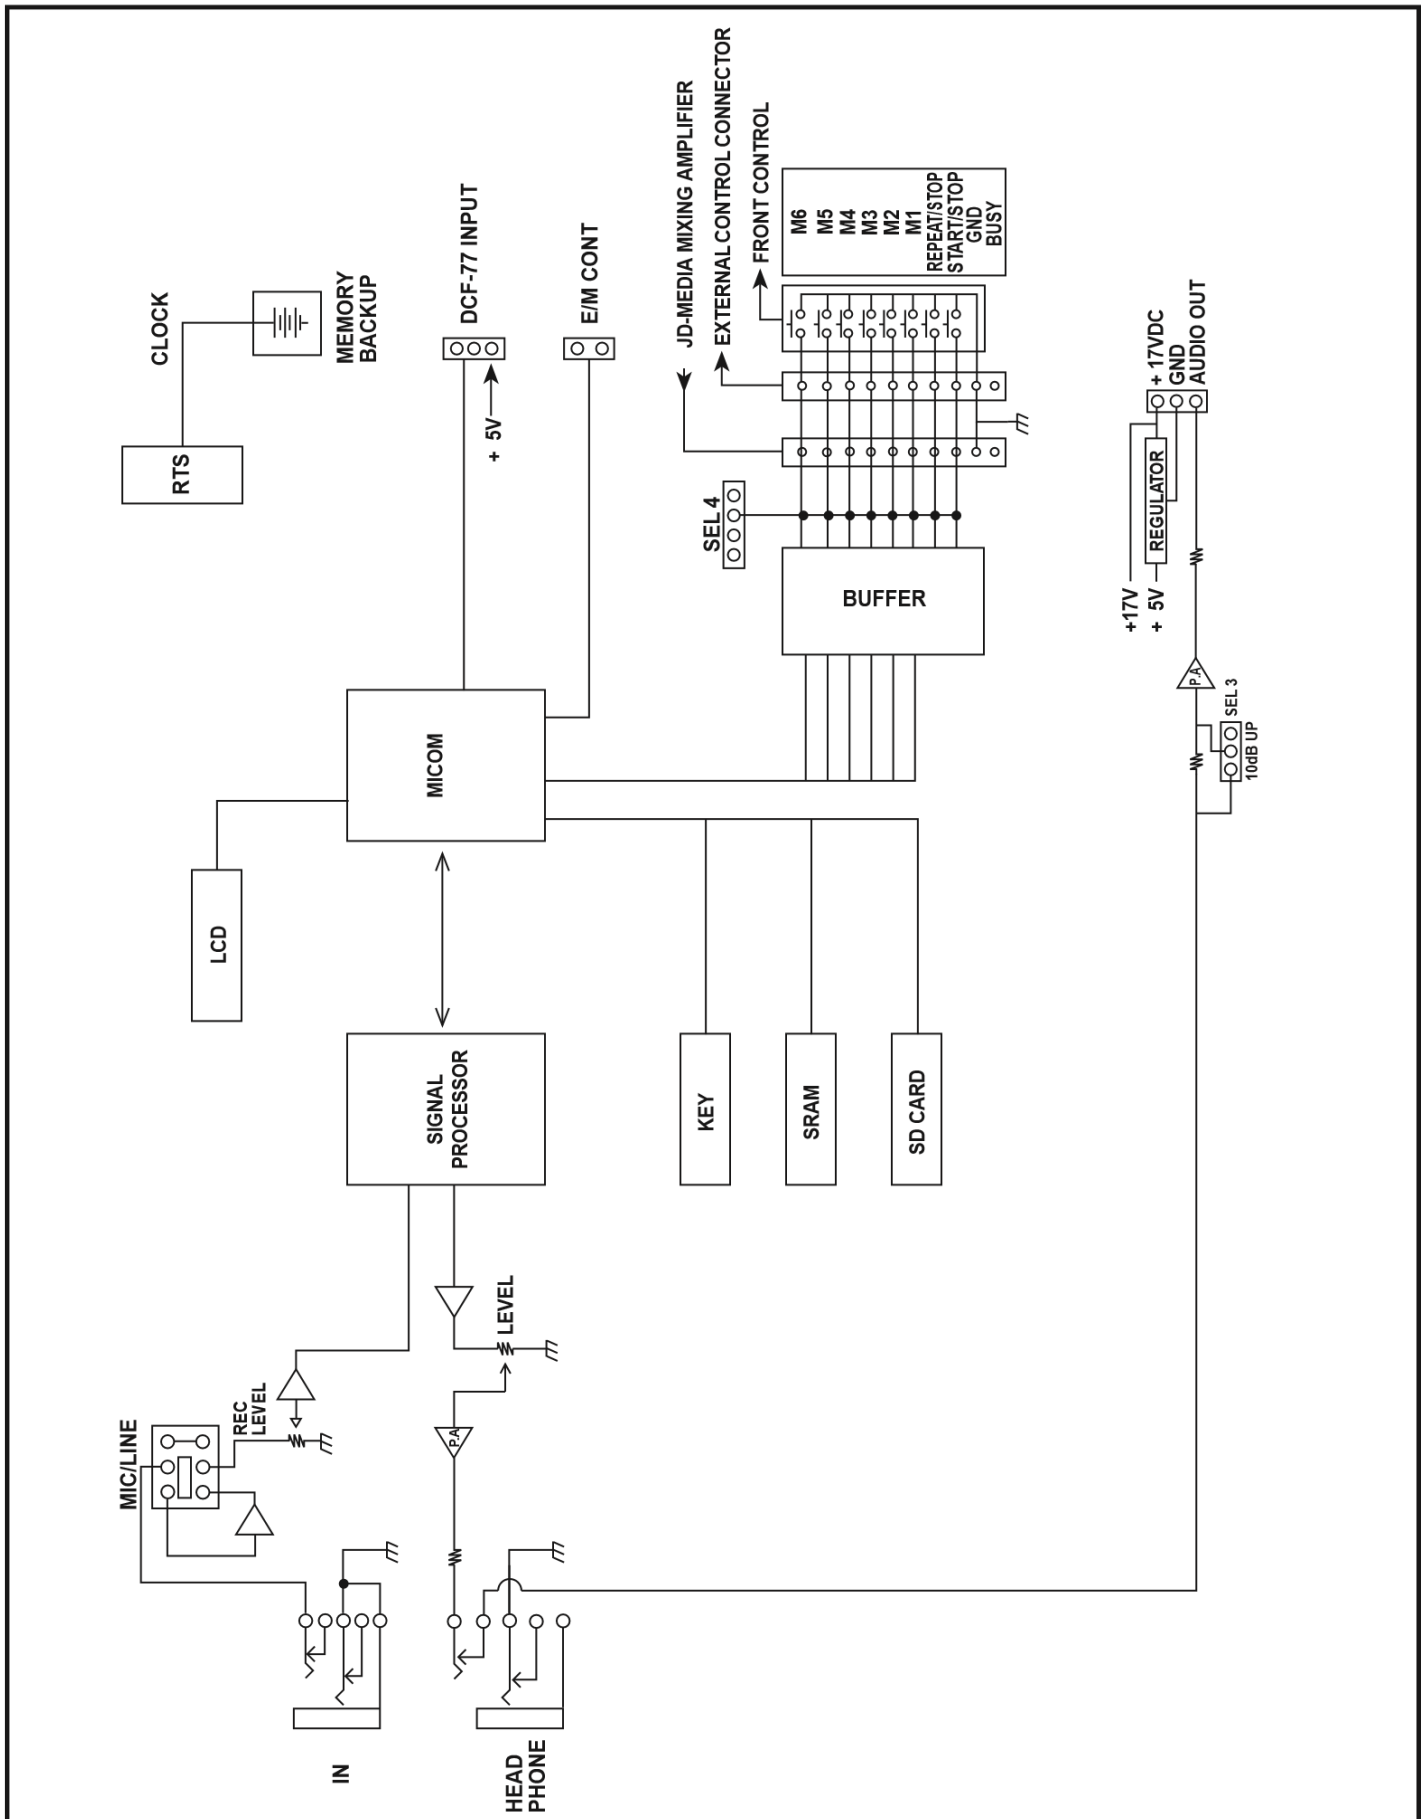 CLOCK
MEMORY
BACKUP
RTS
DCF-77 INPUT
+ 5V
E/M CONT
JD-MEDIA MIXING AMPLIFIER
EXTERNAL CONTROL CONNECTOR
FRONT CONTROL
M6
M5
M4
M3
M2
M1
REPEAT/STOP
START/STOP
GND
BUSY
SEL 4
BUFFER
+ 17VDC
GND
AUDIO OUT
REGULATOR
+17V
+ 5V
P.A
SEL 3
10dB UP
MICOM
LCD
SIGNAL
PROCESSOR
KEY
SRAM
SD CARD
LEVEL
P.A
MIC/LINE
REC
LEVEL
IN
HEAD
PHONE